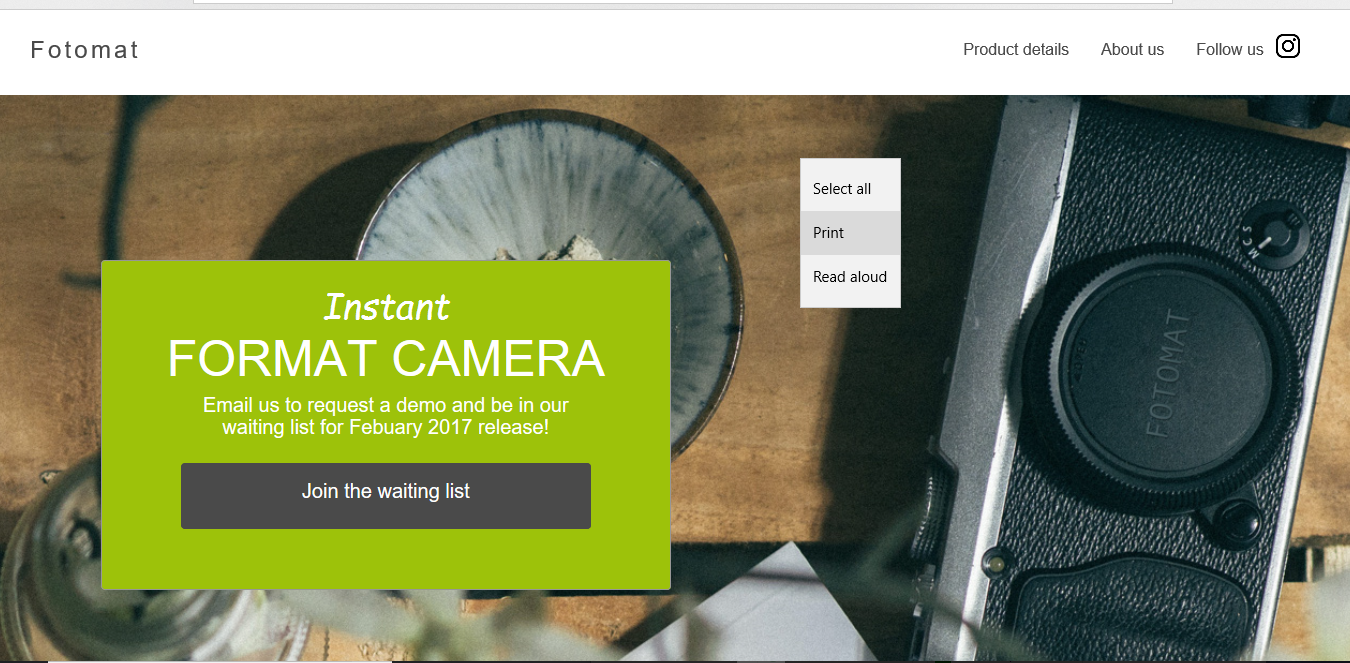 Fotomat
Product details About us Follow us
Select all
Print
Read aloud
Instant
FORMAT CAMERA
Email us to request a demo and be in our
waiting list for Febuary 2017 release!
Join the waiting list
FOTOMAT
S
C
M